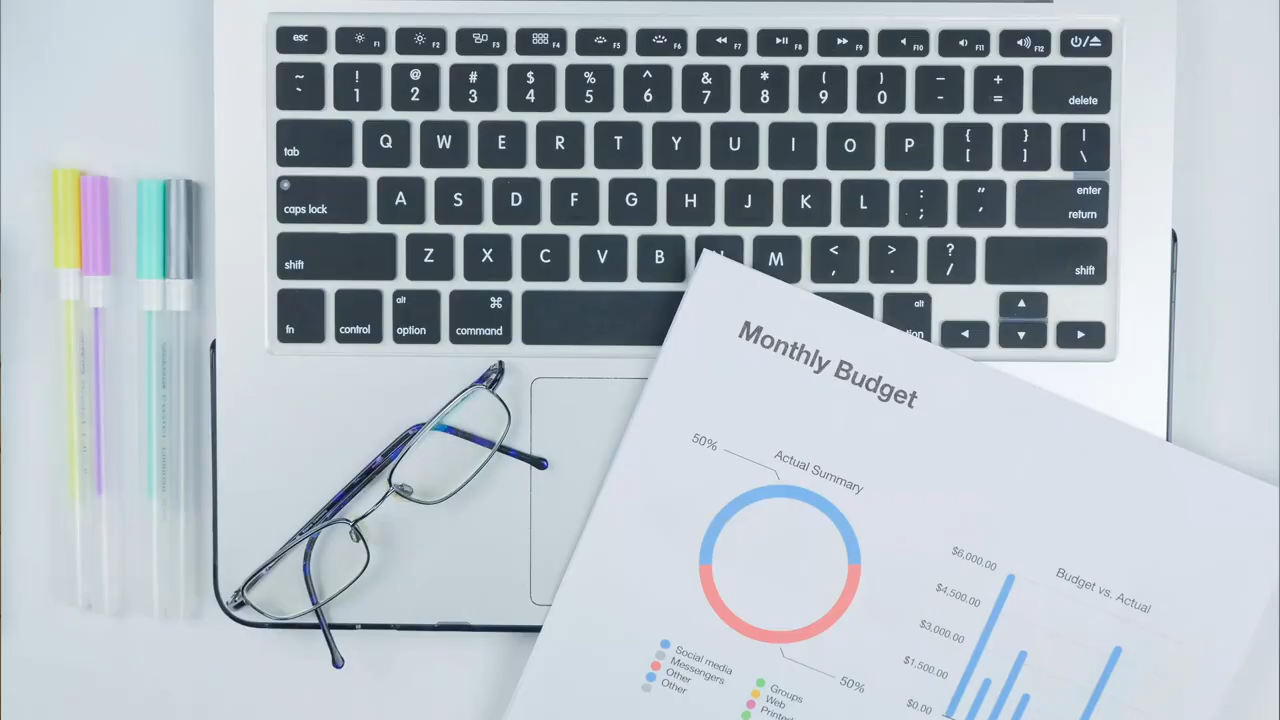 esc F1 F2 F3 F4 F5 F6 F7 F8 F9 F10 F11 F12
~ ` ! 1 @ 2 # 3 $ 4 % 5 ^ 6 & 7 * 8 ( 9 ) 0 _ - + = delete
tab Q W E R T Y U I O P { [ } ] | \
caps lock A S D F G H J K L : ; " ' enter return
shift Z X C V B M < , > . ? / shift
fn control alt option ⌘ command alt
Monthly Budget
50%
Actual Summary
50%
Social media
Messengers
Other
Other
Groups
Web
Budget vs. Actual
$6,000.00
$4,500.00
$3,000.00
$1,500.00
$0.00